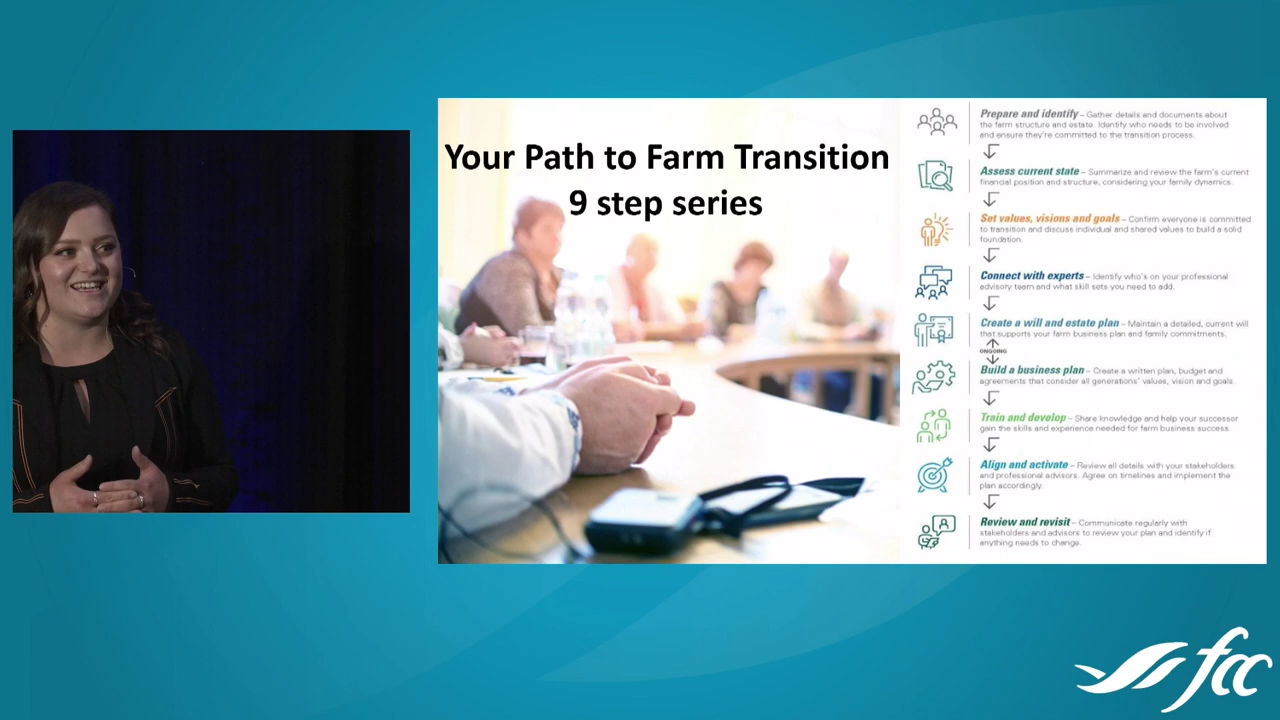 Your Path to Farm Transition
9 step series
Prepare and identify – Gather details and documents about
the farm structure and estate. Identify who needs to be involved
and ensure they're committed to the transition process.
Assess current state – Summarize and review the farm's current
financial position and structure, considering your family dynamics.
Set values, visions and goals – Confirm everyone is committed
to transition and discuss individual and shared values to build a solid
foundation.
Connect with experts – Identify who's on your professional
advisory team and what skill sets you need to add.
Create a will and estate plan – Maintain a detailed, current will
that supports your farm business plan and family commitments.
ONGOING
Build a business plan – Create a written plan, budget and
agreements that consider all generations' values, vision and goals.
Train and develop – Share knowledge and help your successor
gain the skills and experience needed for farm business success.
Align and activate – Review all details with your stakeholders
and professional advisors. Agree on timelines and implement the
plan accordingly.
Review and revisit – Communicate regularly with
stakeholders and advisors to review your plan and identify if
anything needs to change.
fcc